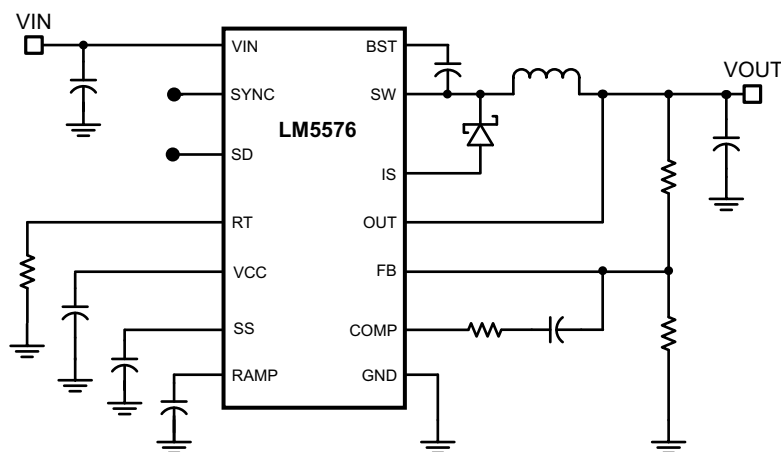 VIN
VIN
SYNC
SD
RT
VCC
SS
RAMP
LM5576
BST
SW
IS
OUT
FB
COMP
GND
VOUT